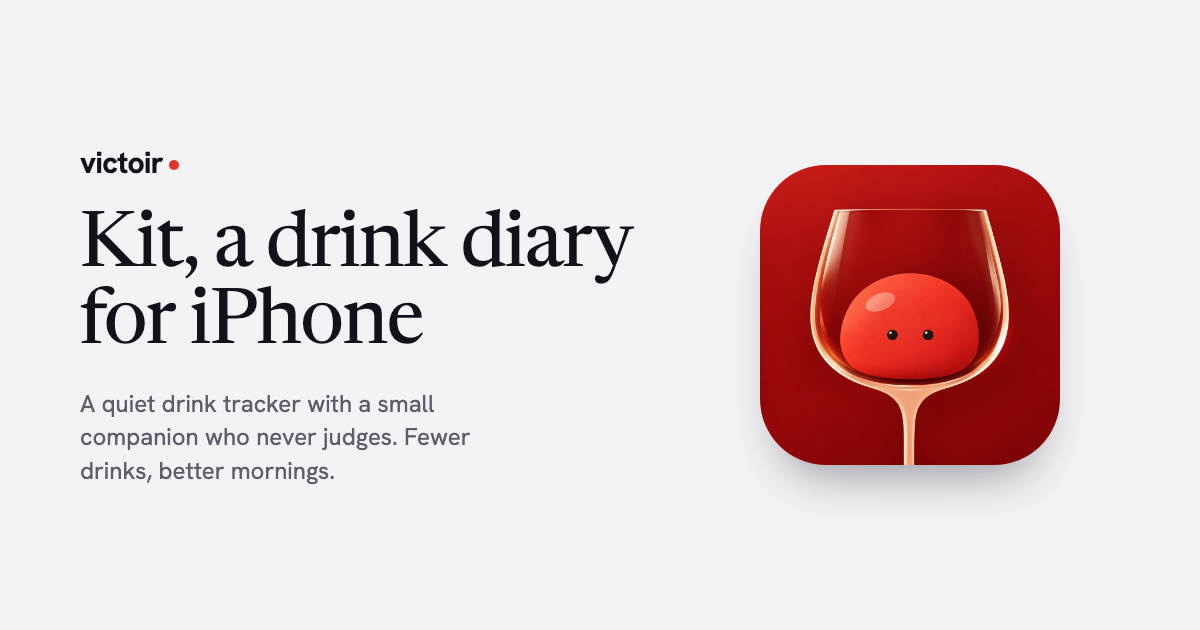 victoir
Kit, a drink diary
for iPhone
A quiet drink tracker with a small
companion who never judges. Fewer
drinks, better mornings.